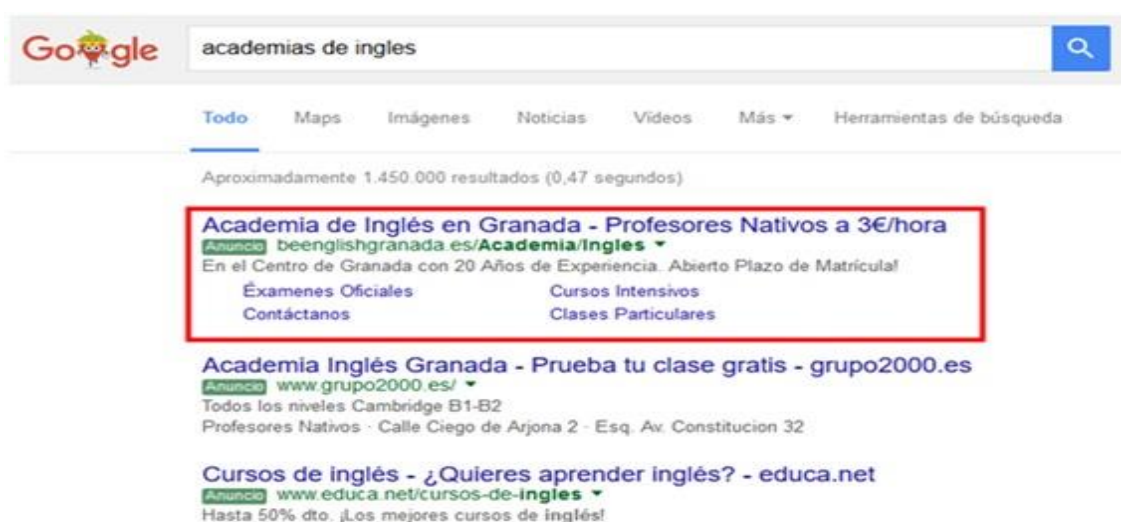 Google
academias de ingles
Todo Maps Imágenes Noticias Vídeos Más Herramientas de búsqueda
Aproximadamente 1.450.000 resultados (0,47 segundos)
Academia de Inglés en Granada - Profesores Nativos a 3€/hora
Anuncio beenglishgranada.es/Academia/Ingles
En el Centro de Granada con 20 Años de Experiencia. Abierto Plazo de Matrícula!
Éxamenes Oficiales Cursos Intensivos
Contáctanos Clases Particulares
Academia Inglés Granada - Prueba tu clase gratis - grupo2000.es
Anuncio www.grupo2000.es/
Todos los niveles Cambridge B1-B2
Profesores Nativos · Calle Ciego de Arjona 2 · Esq. Av. Constitucion 32
Cursos de inglés - ¿Quieres aprender inglés? - educa.net
Anuncio www.educa.net/cursos-de-ingles
Hasta 50% dto. ¡Los mejores cursos de inglés!